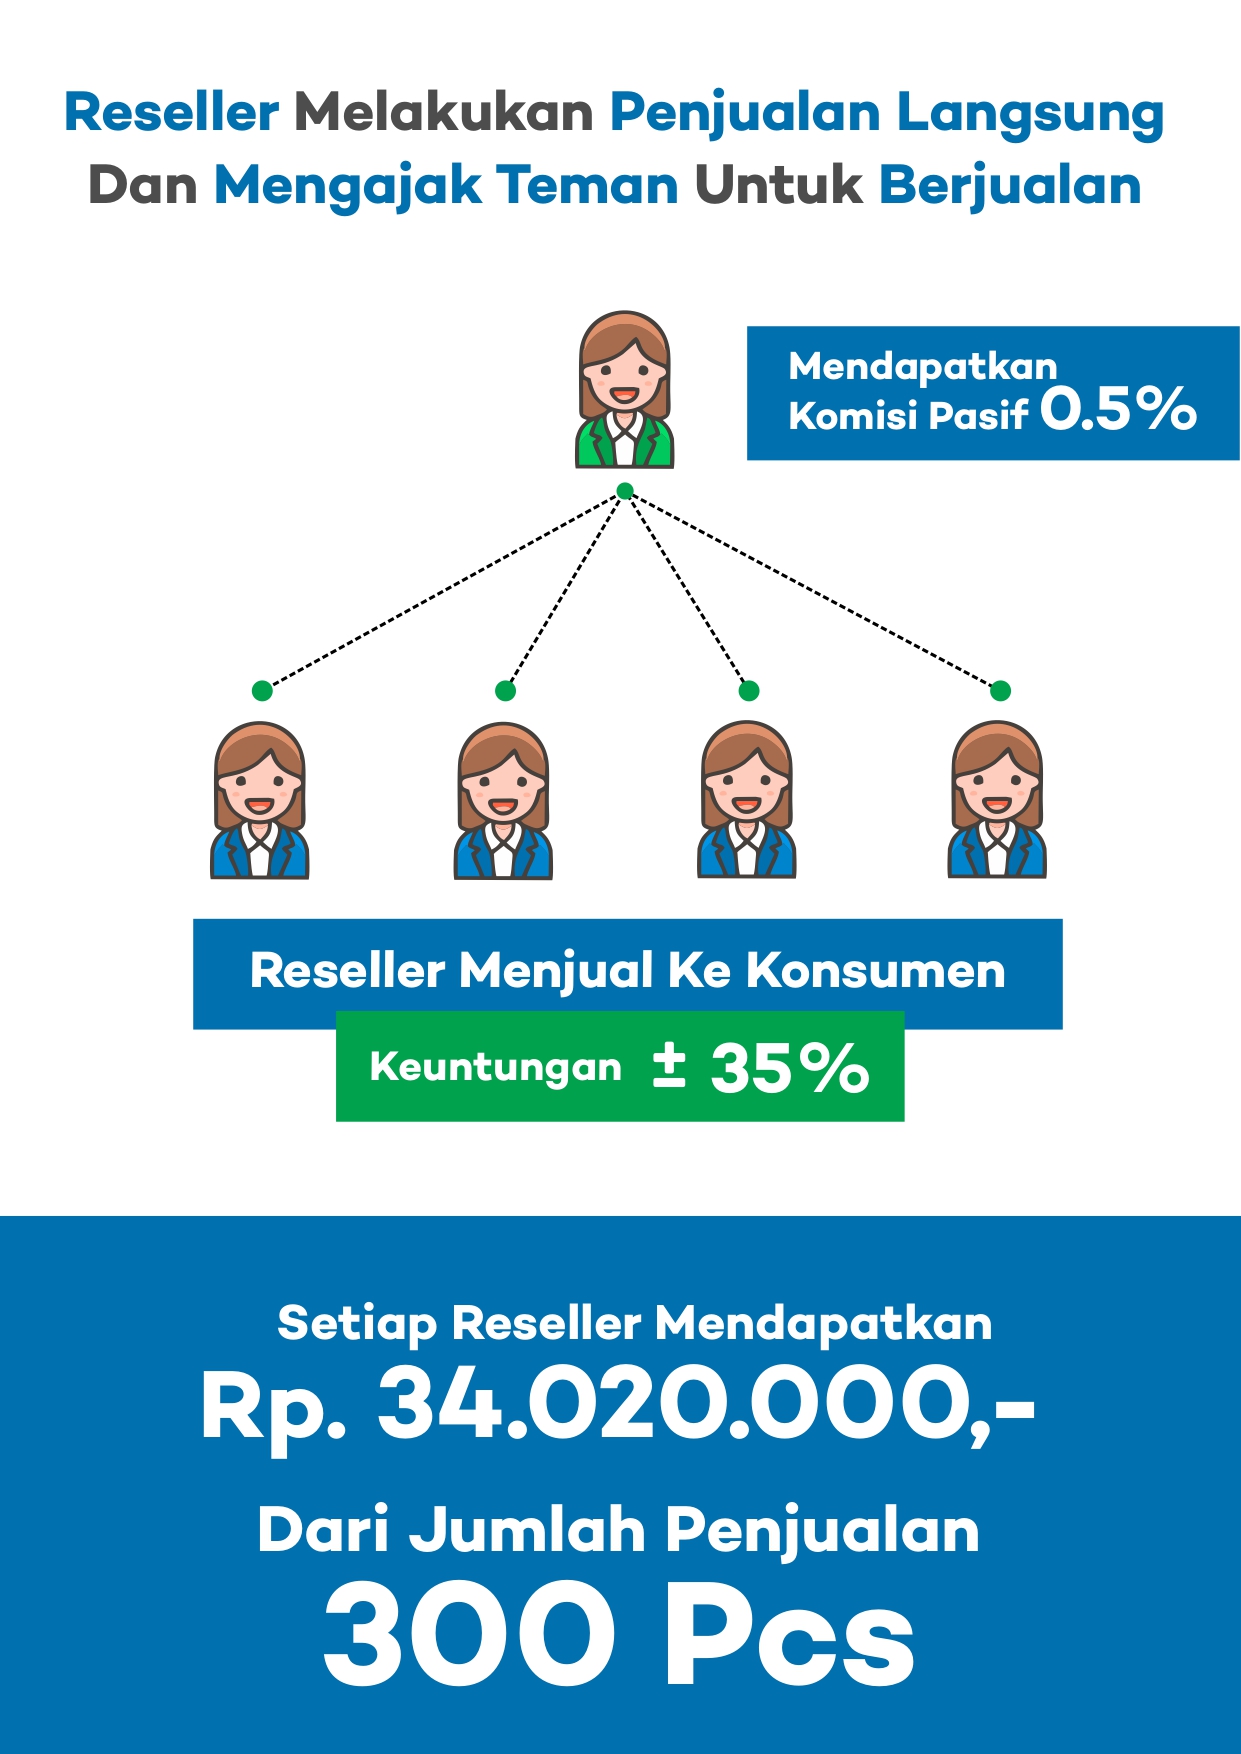 Reseller Melakukan Penjualan Langsung
Dan Mengajak Teman Untuk Berjualan
Mendapatkan
Komisi Pasif 0.5%
Reseller Menjual Ke Konsumen
Keuntungan ± 35%
Setiap Reseller Mendapatkan
Rp. 34.020.000,-
Dari Jumlah Penjualan
300 Pcs